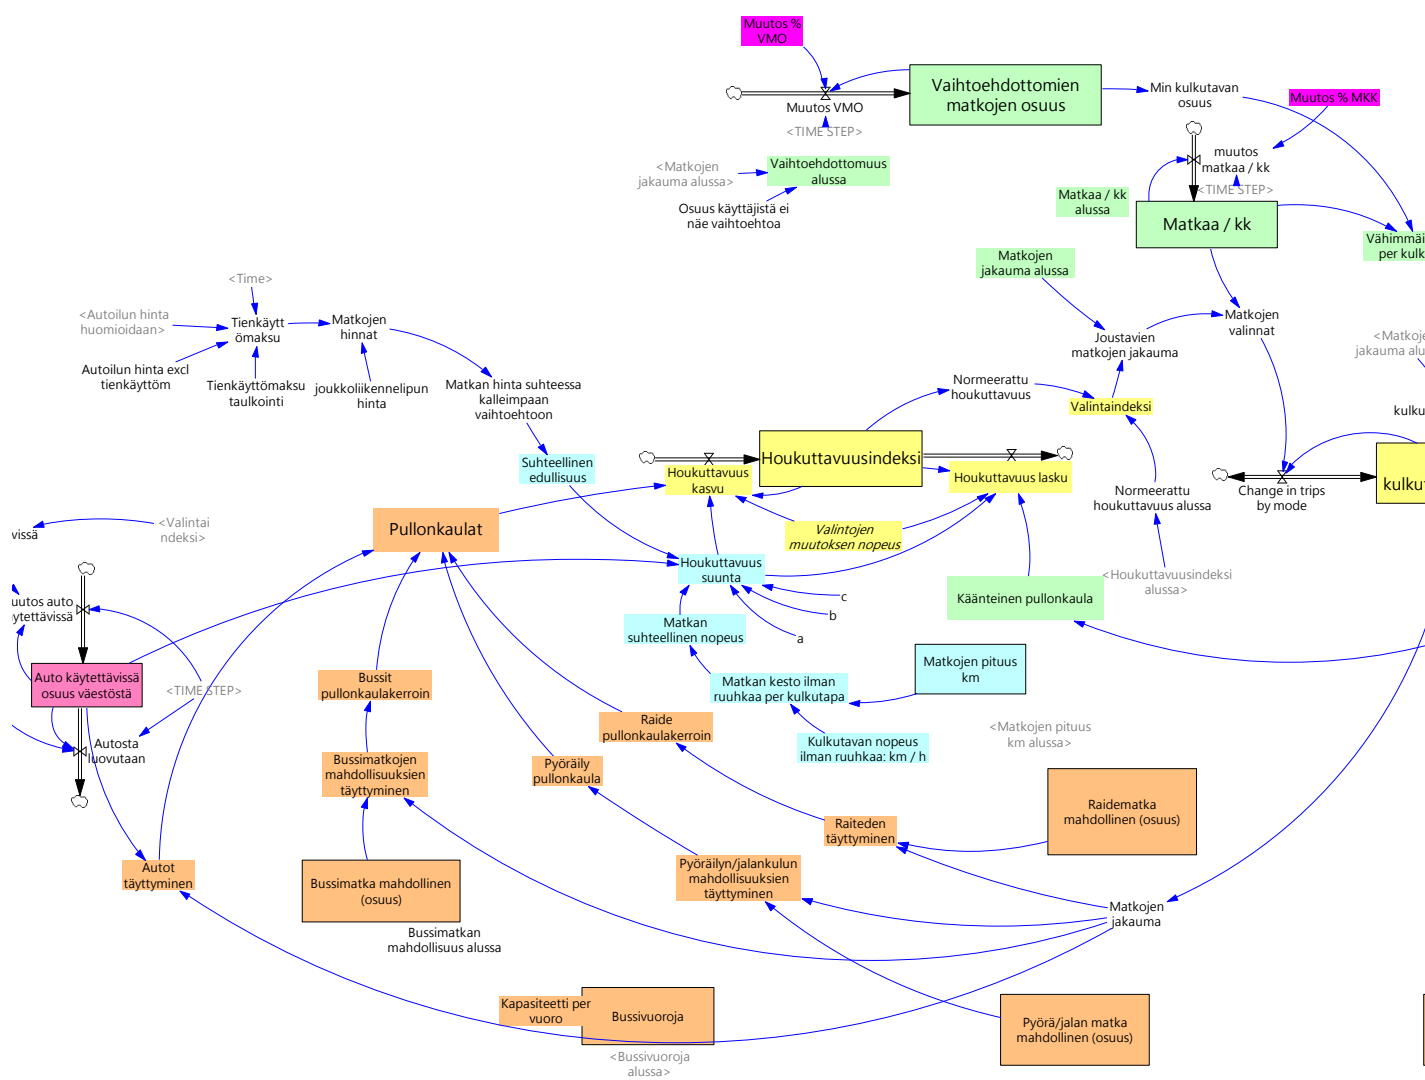 Muutos %
VMO
Muutos VMO
<TIME STEP>
Vaihtoehdottomien
matkojen osuus
Min kulkutavan
osuus
Muutos % MKK
muutos
matkaa / kk
<TIME STEP>
<Matkojen
jakauma alussa>
Vaihtoehdottomuus
alussa
Osuus käyttäjistä ei
näe vaihtoehtoa
Matkaa / kk
alussa
Matkaa / kk
Vähimmäi
per kulk
Matkojen
jakauma alussa
<Time>
<Autoilun hinta
huomioidaan>
Tienkäytt
ömaksu
Matkojen
hinnat
Autoilun hinta excl
tienkäyttöm
Tienkäyttömaksu
taulkointi
joukkoliikennelipun
hinta
Matkan hinta suhteessa
kalleimpaan
vaihtoehtoon
Matkojen
valinnat
Joustavien
matkojen jakauma
<Matkoje
jakauma alu
Normeerattu
houkuttavuus
Valintaindeksi
kulku
Suhteellinen
edullisuus
Houkuttavuus
kasvu
Houkuttavuusindeksi
Houkuttavuus lasku
Normeerattu
houkuttavuus alussa
Change in trips
by mode
kulkut
vissä
<Valintai
ndeksi>
Pullonkaulat
Valintojen
muutoksen nopeus
Houkuttavuus
suunta
c
b
a
Käänteinen pullonkaula
<Houkuttavuusindeksi
alussa>
uutos auto
ytettävissä
Matkan
suhteellinen nopeus
Auto käytettävissä
osuus väestöstä
<TIME STEP>
Bussit
pullonkaulakerroin
Matkan kesto ilman
ruuhkaa per kulkutapa
Matkojen pituus
km
Raide
pullonkaulakerroin
Kulkutavan nopeus
ilman ruuhkaa: km / h
<Matkojen pituus
km alussa>
Autosta
luovutaan
Bussimatkojen
mahdollisuuksien
täyttyminen
Pyöräily
pullonkaula
Raidematka
mahdollinen (osuus)
Raiteden
täyttyminen
Autot
täyttyminen
Bussimatka mahdollinen
(osuus)
Pyöräilyn/jalankulun
mahdollisuuksien
täyttyminen
Matkojen
jakauma
Bussimatkan
mahdollisuus alussa
Kapasiteetti per
vuoro
Bussivuoroja
<Bussivuoroja
alussa>
Pyörä/jalan matka
mahdollinen (osuus)